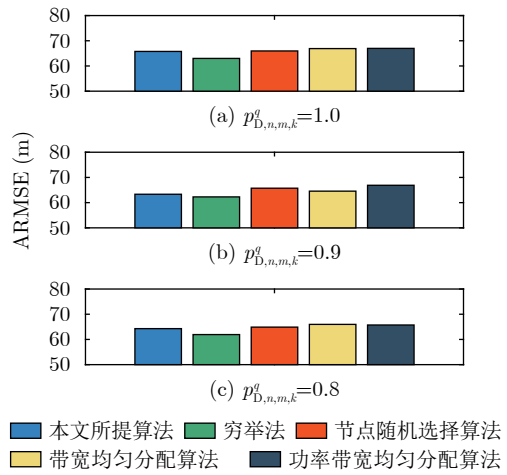 80
70
60
50
(a) p^q_{D,n,m,k}=1.0
ARMSE (m)
80
70
60
50
(b) p^q_{D,n,m,k}=0.9
80
70
60
50
(c) p^q_{D,n,m,k}=0.8
本文所提算法 穷举法 节点随机选择算法
带宽均匀分配算法 功率带宽均匀分配算法